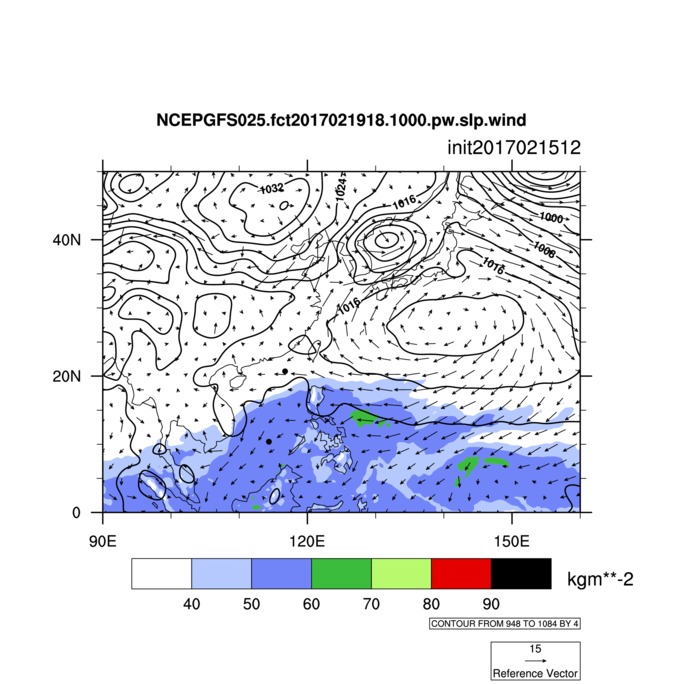 NCEPGFS025.fct2017021918.1000.pw.slp.wind
init2017021512
1032
1024
1016
1000
1008
1016
1016
40N
20N
0
90E 120E 150E
40 50 60 70 80 90
kgm**-2
CONTOUR FROM 948 TO 1084 BY 4
15
Reference Vector